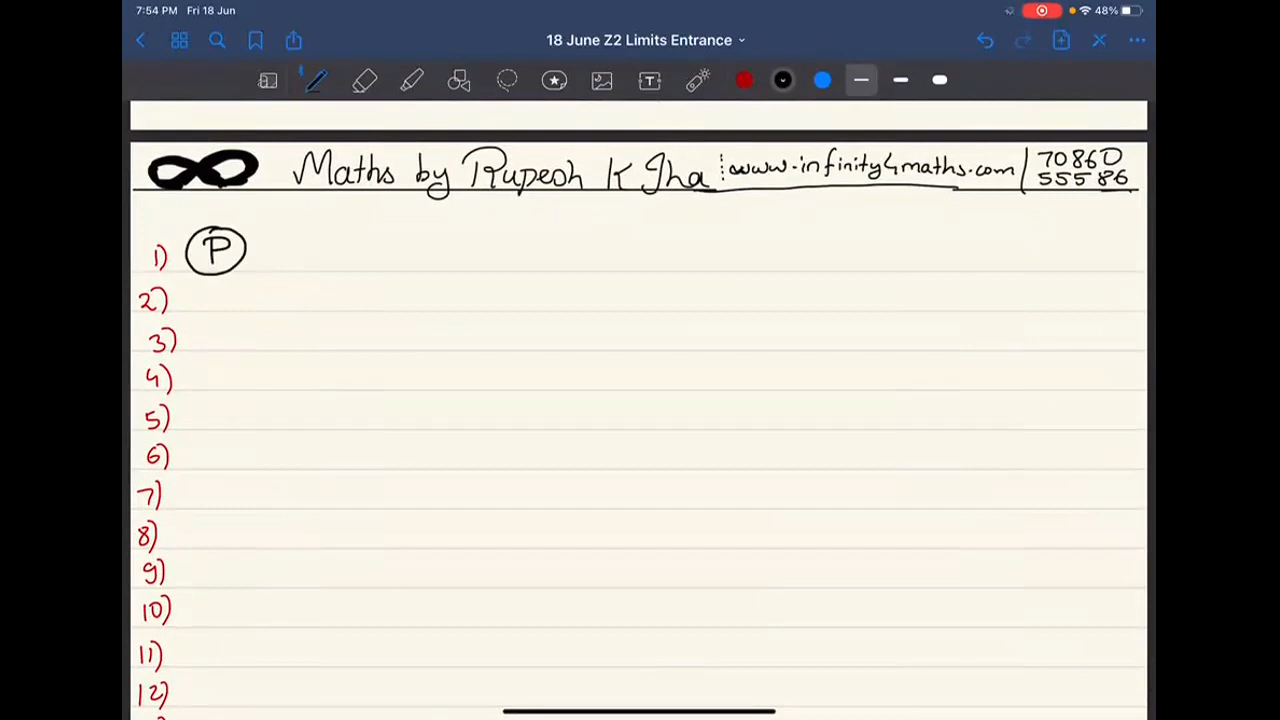 7:54 PM Fri 18 Jun 48%
18 June Z2 Limits Entrance
T
Maths by Rupesh K Jha www.infinity4maths.com 70860 55586
1) P
2)
3)
4)
5)
6)
7)
8)
9)
10)
11)
12)